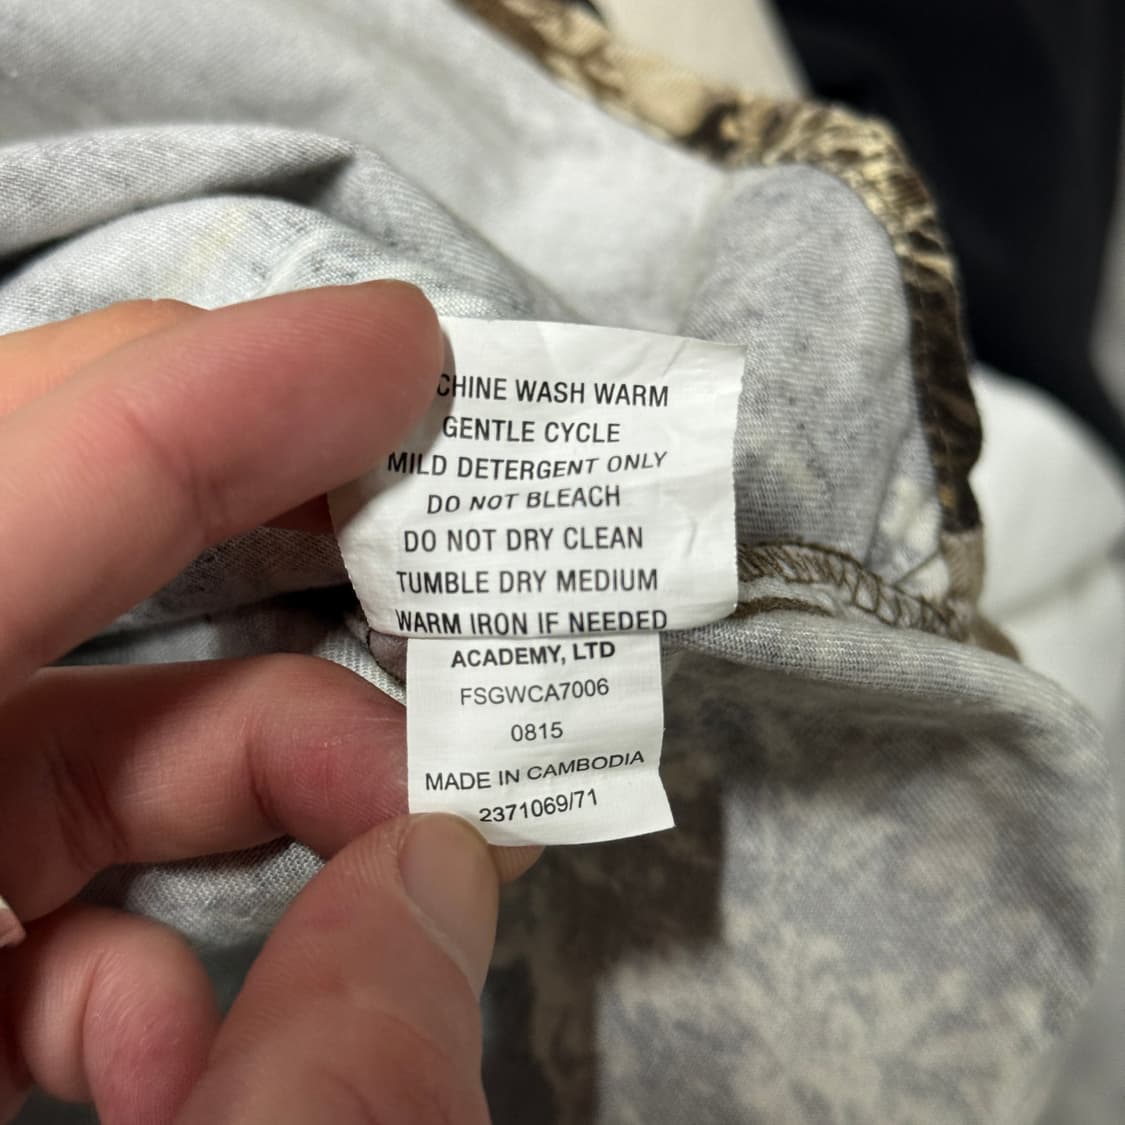 CHINE WASH WARM
GENTLE CYCLE
MILD DETERGENT ONLY
DO NOT BLEACH
DO NOT DRY CLEAN
TUMBLE DRY MEDIUM
WARM IRON IF NEEDED
ACADEMY, LTD
FSGWCA7006
0815
MADE IN CAMBODIA
2371069/71